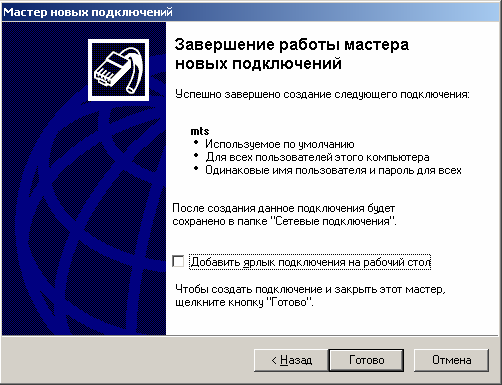 Мастер новых подключений
Завершение работы мастера
новых подключений
Успешно завершено создание следующего подключения:
mts
• Используемое по умолчанию
• Для всех пользователей этого компьютера
• Одинаковые имя пользователя и пароль для всех
После создания данное подключения будет
сохранено в папке "Сетевые подключения".
Добавить ярлык подключения на рабочий стол
Чтобы создать подключение и закрыть этот мастер,
щелкните кнопку "Готово".
< Назад
Готово
Отмена